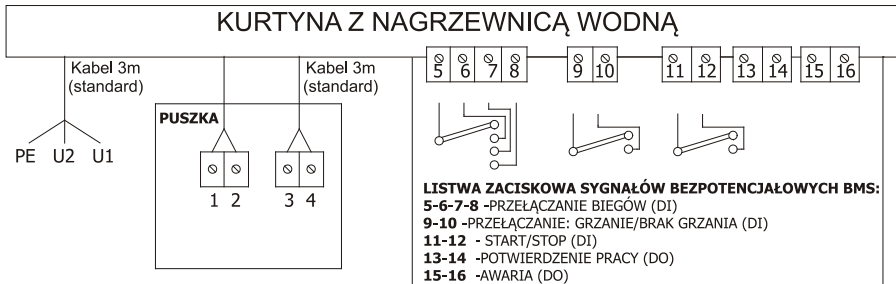 KURTYNA Z NAGRZEWNICĄ WODNĄ
Kabel 3m
(standard)
PE U2 U1
PUSZKA
1 2 3 4
Kabel 3m
(standard)
5 6 7 8 9 10 11 12 13 14 15 16
LISTWA ZACISKOWA SYGNAŁÓW BEZPOTENCJAŁOWYCH BMS:
5-6-7-8 -PRZEŁĄCZANIE BIEGÓW (DI)
9-10 -PRZEŁĄCZANIE: GRZANIE/BRAK GRZANIA (DI)
11-12 - START/STOP (DI)
13-14 -POTWIERDZENIE PRACY (DO)
15-16 -AWARIA (DO)